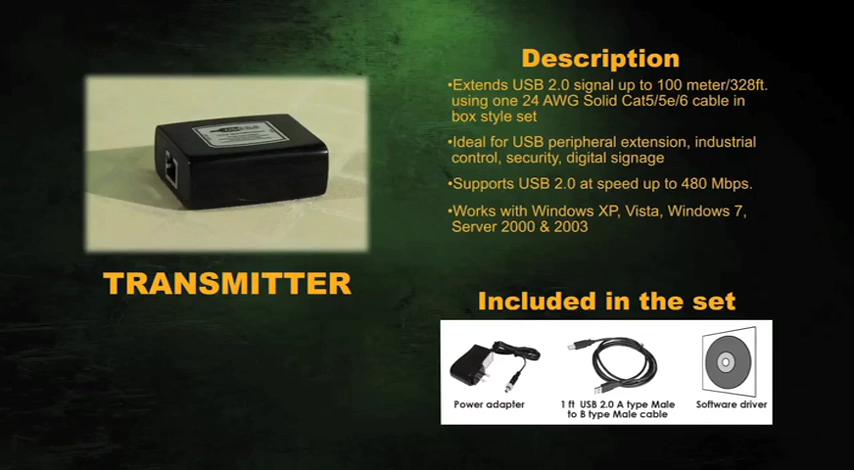 Description
•Extends USB 2.0 signal up to 100 meter/328ft.
using one 24 AWG Solid Cat5/5e/6 cable in
box style set
•Ideal for USB peripheral extension, industrial
control, security, digital signage
•Supports USB 2.0 at speed up to 480 Mbps.
•Works with Windows XP, Vista, Windows 7,
Server 2000 & 2003
TRANSMITTER
Included in the set
Power adapter
1 ft USB 2.0 A type Male
to B type Male cable
Software driver